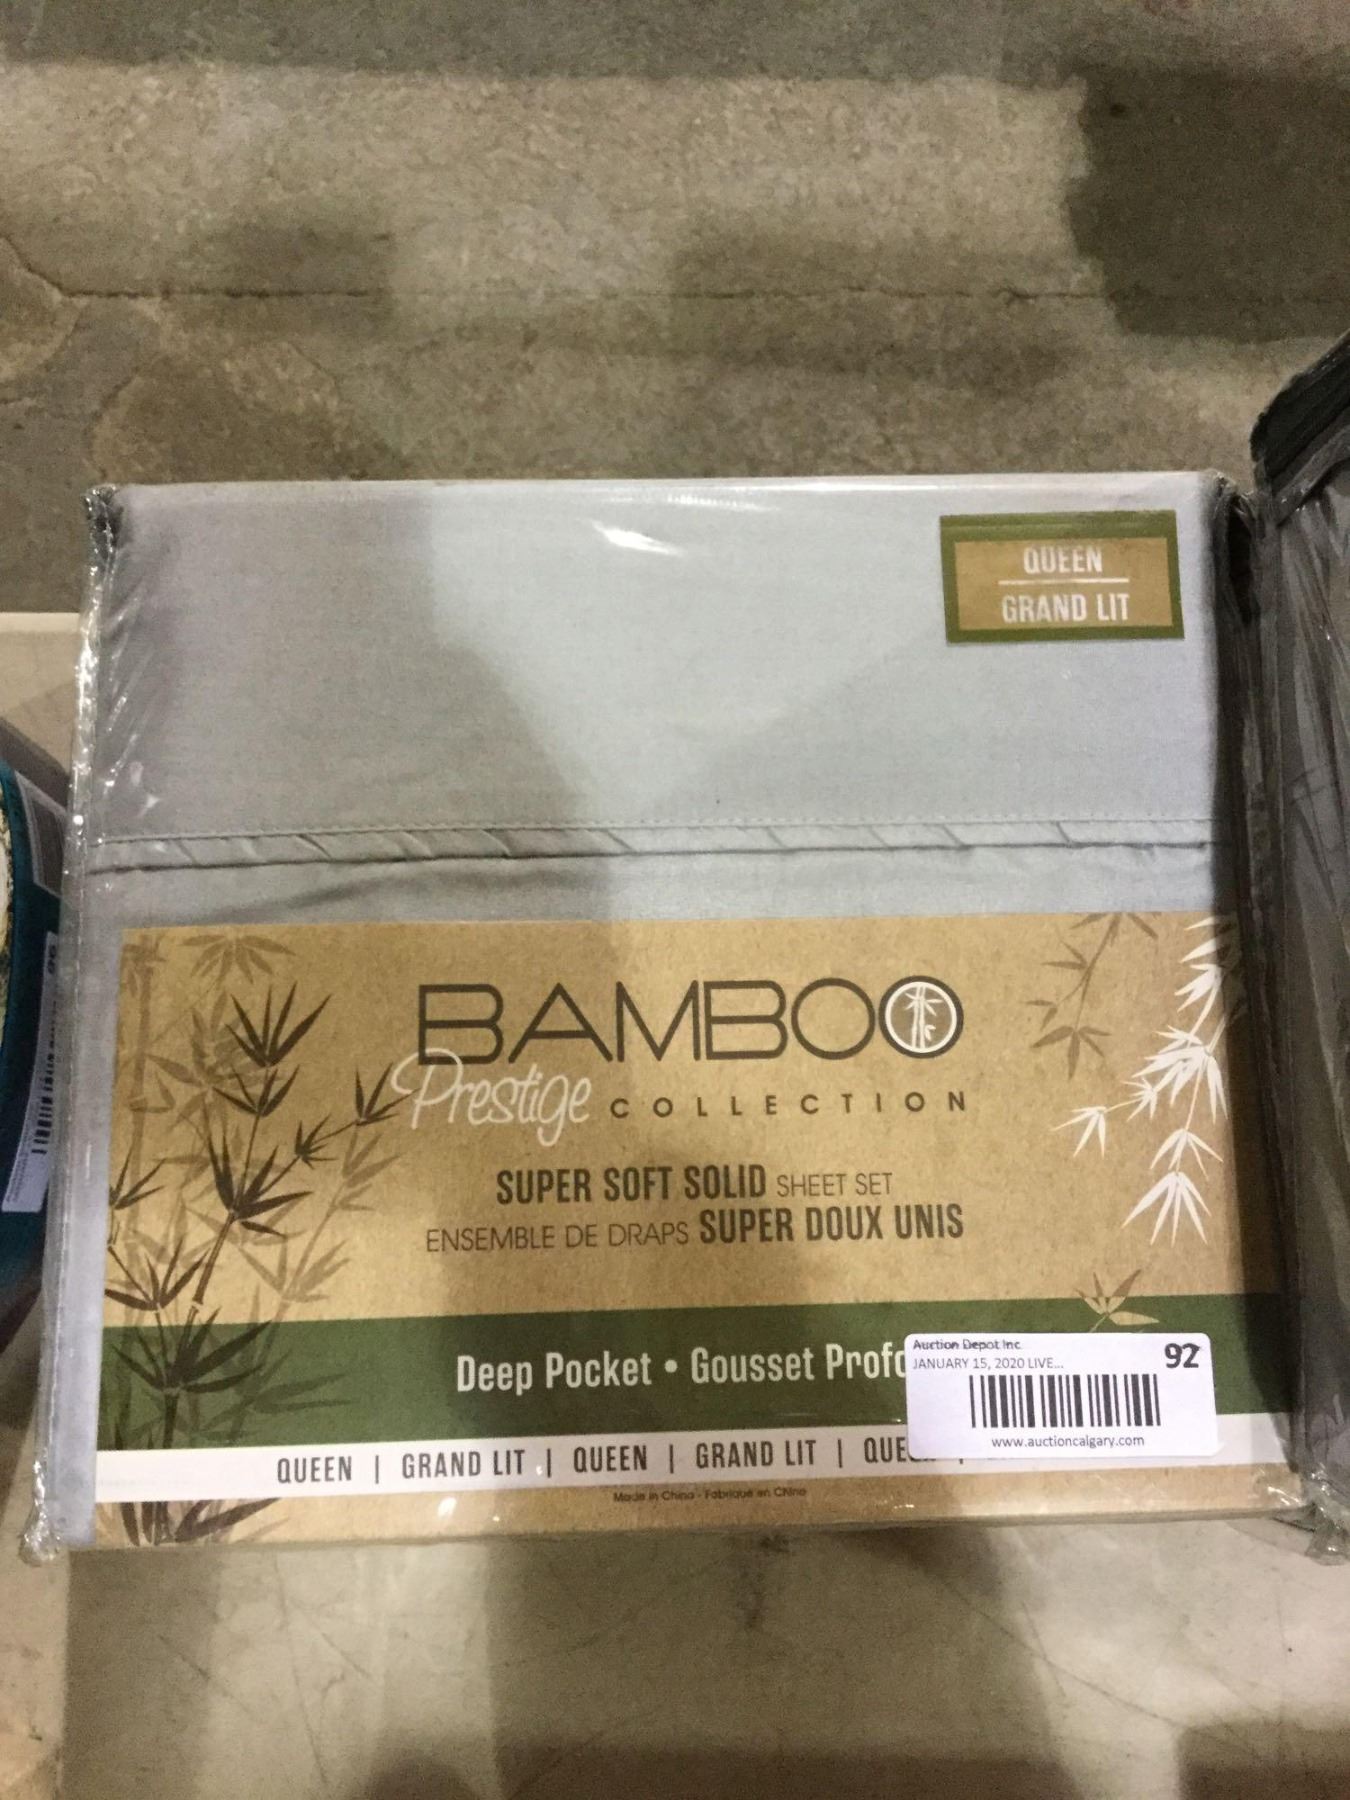 QUEEN
GRAND LIT
BAMBOO
Prestige COLLECTION
SUPER SOFT SOLID SHEET SET
ENSEMBLE DE DRAPS SUPER DOUX UNIS
Deep Pocket • Gousset Profo
Auction Depot Inc
JANUARY 15, 2020 LIVE...
92
www.auctioncalgary.com
QUEEN | GRAND LIT | QUEEN | GRAND LIT | QUE
Made in China - Fabriqué en Chine